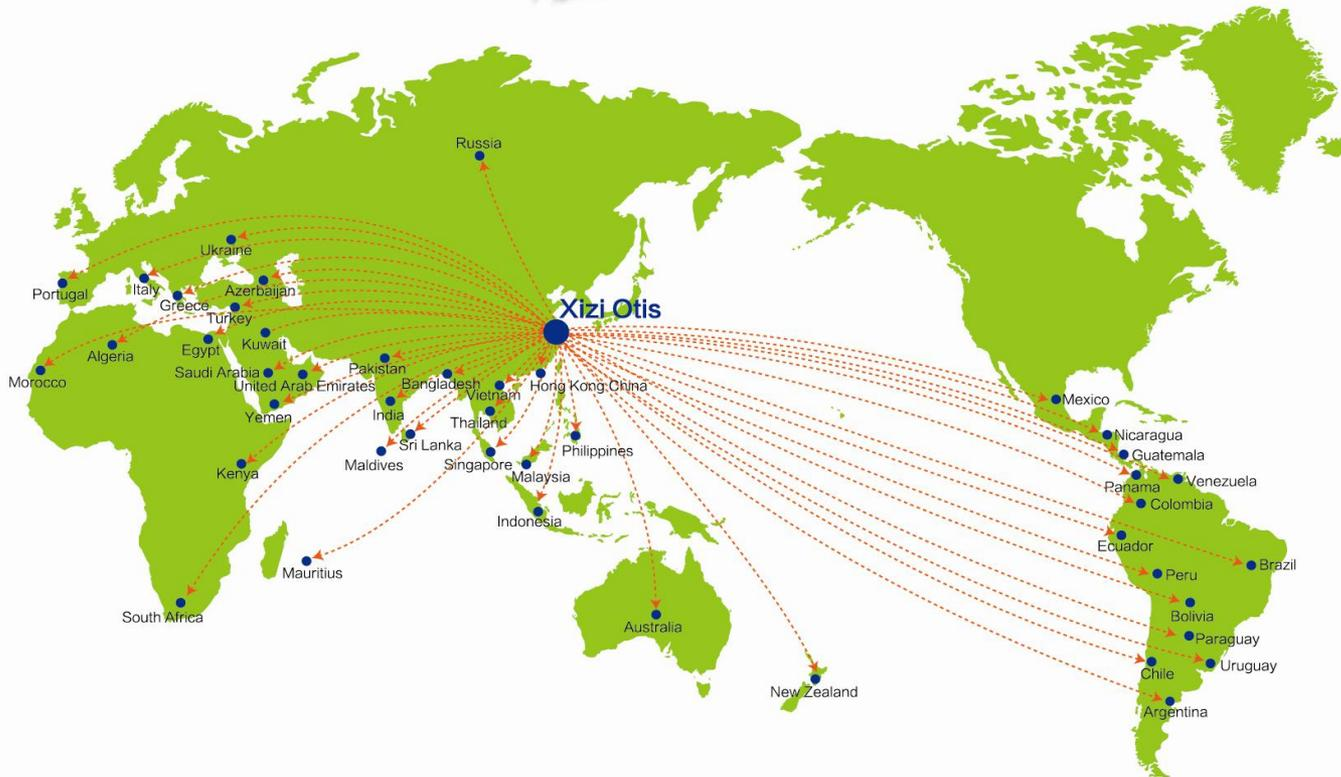 Russia
Ukraine
Portugal
Italy
Greece
Azerbaijan
Turkey
Xizi Otis
Algeria
Egypt
Kuwait
Morocco
Saudi Arabia
United Arab Emirates
Pakistan
Bangladesh
Hong Kong.China
Yemen
India
Vietnam
Thailand
Sri Lanka
Maldives
Singapore
Philippines
Malaysia
Kenya
Indonesia
Mauritius
South Africa
Australia
New Zealand
Mexico
Nicaragua
Guatemala
Panama
Venezuela
Colombia
Ecuador
Brazil
Peru
Bolivia
Paraguay
Uruguay
Chile
Argentina